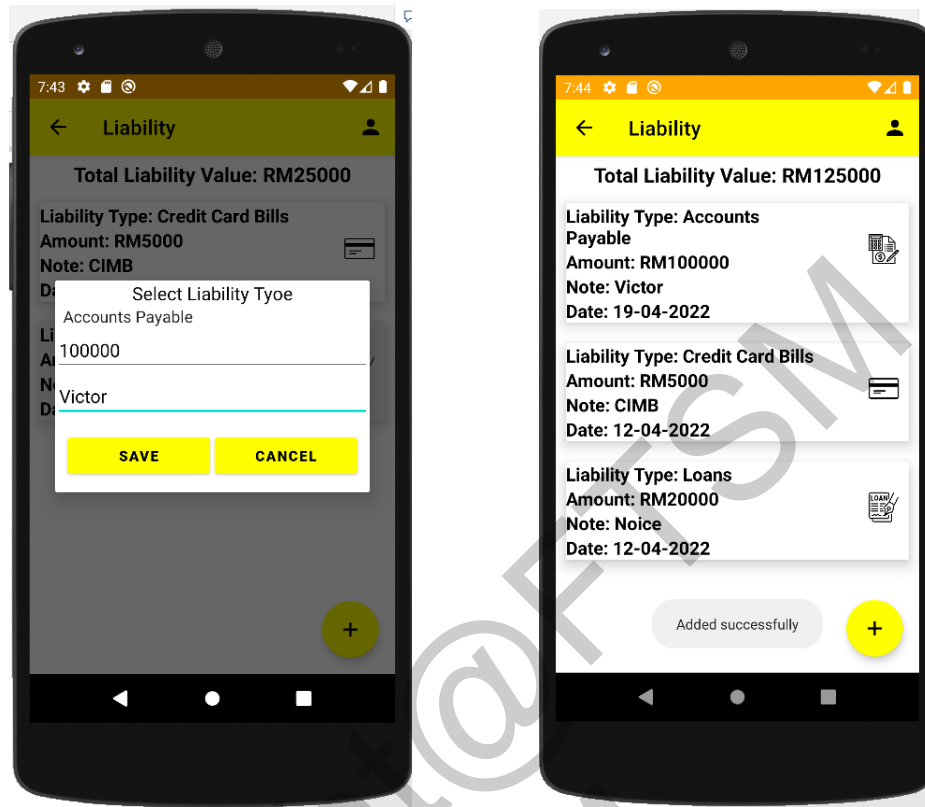 7:43
Liability
Total Liability Value: RM25000
Liability Type: Credit Card Bills
Amount: RM5000
Note: CIMB
Select Liability Tyoe
Accounts Payable
100000
Victor
SAVE
CANCEL
+
7:44
Liability
Total Liability Value: RM125000
Liability Type: Accounts
Payable
Amount: RM100000
Note: Victor
Date: 19-04-2022
Liability Type: Credit Card Bills
Amount: RM5000
Note: CIMB
Date: 12-04-2022
Liability Type: Loans
LOAN
Amount: RM20000
Note: Noice
Date: 12-04-2022
Added successfully
+
t@FTSM